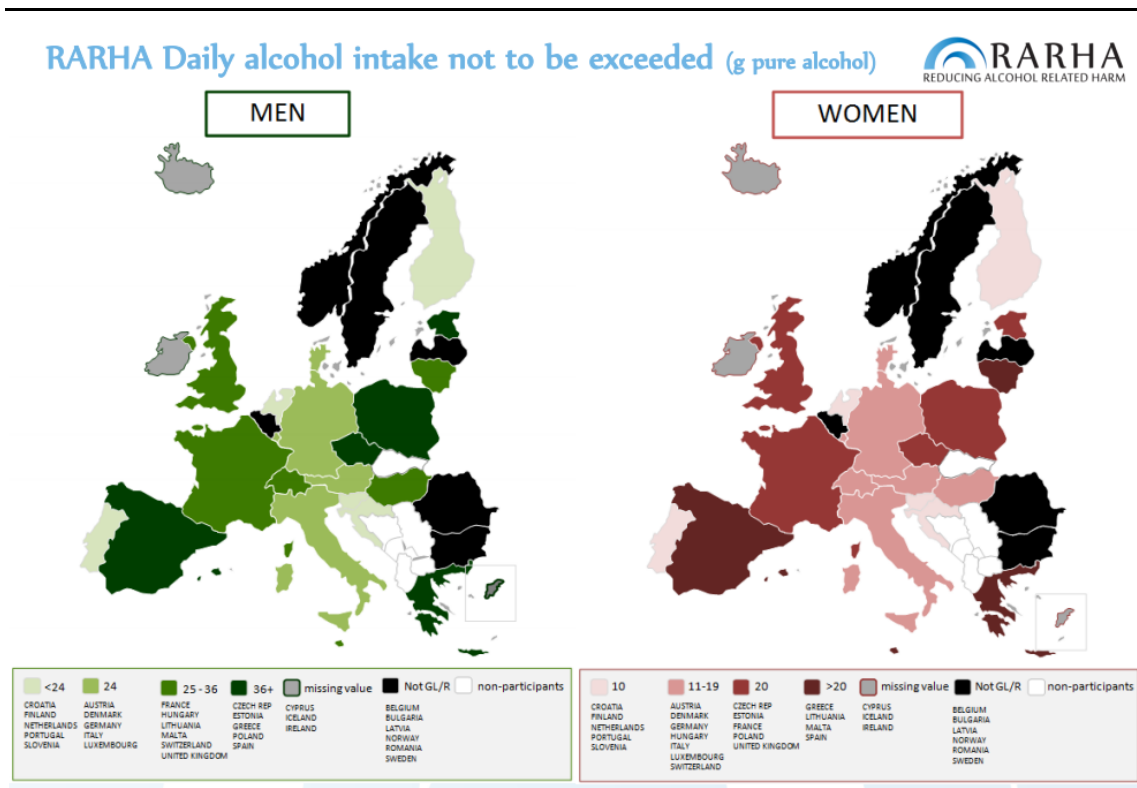 RARHA Daily alcohol intake not to be exceeded (g pure alcohol)
RARHA
REDUCING ALCOHOL RELATED HARM
MEN
WOMEN
<24
CROATIA
FINLAND
NETHERLANDS
PORTUGAL
SLOVENIA
24
AUSTRIA
DENMARK
GERMANY
ITALY
LUXEMBOURG
25 - 36
FRANCE
HUNGARY
LITHUANIA
MALTA
SWITZERLAND
UNITED KINGDOM
36+
CZECH REP
ESTONIA
GREECE
POLAND
SPAIN
missing value
CYPRUS
ICELAND
IRELAND
Not GL/R
BELGIUM
BULGARIA
LATVIA
NORWAY
ROMANIA
SWEDEN
non-participants
10
CROATIA
FINLAND
NETHERLANDS
PORTUGAL
SLOVENIA
11-19
AUSTRIA
DENMARK
GERMANY
HUNGARY
ITALY
LUXEMBOURG
SWITZERLAND
20
CZECH REP
ESTONIA
FRANCE
POLAND
UNITED KINGDOM
>20
GREECE
LITHUANIA
MALTA
SPAIN
missing value
CYPRUS
ICELAND
IRELAND
Not GL/R
BELGIUM
BULGARIA
LATVIA
NORWAY
ROMANIA
SWEDEN
non-participants